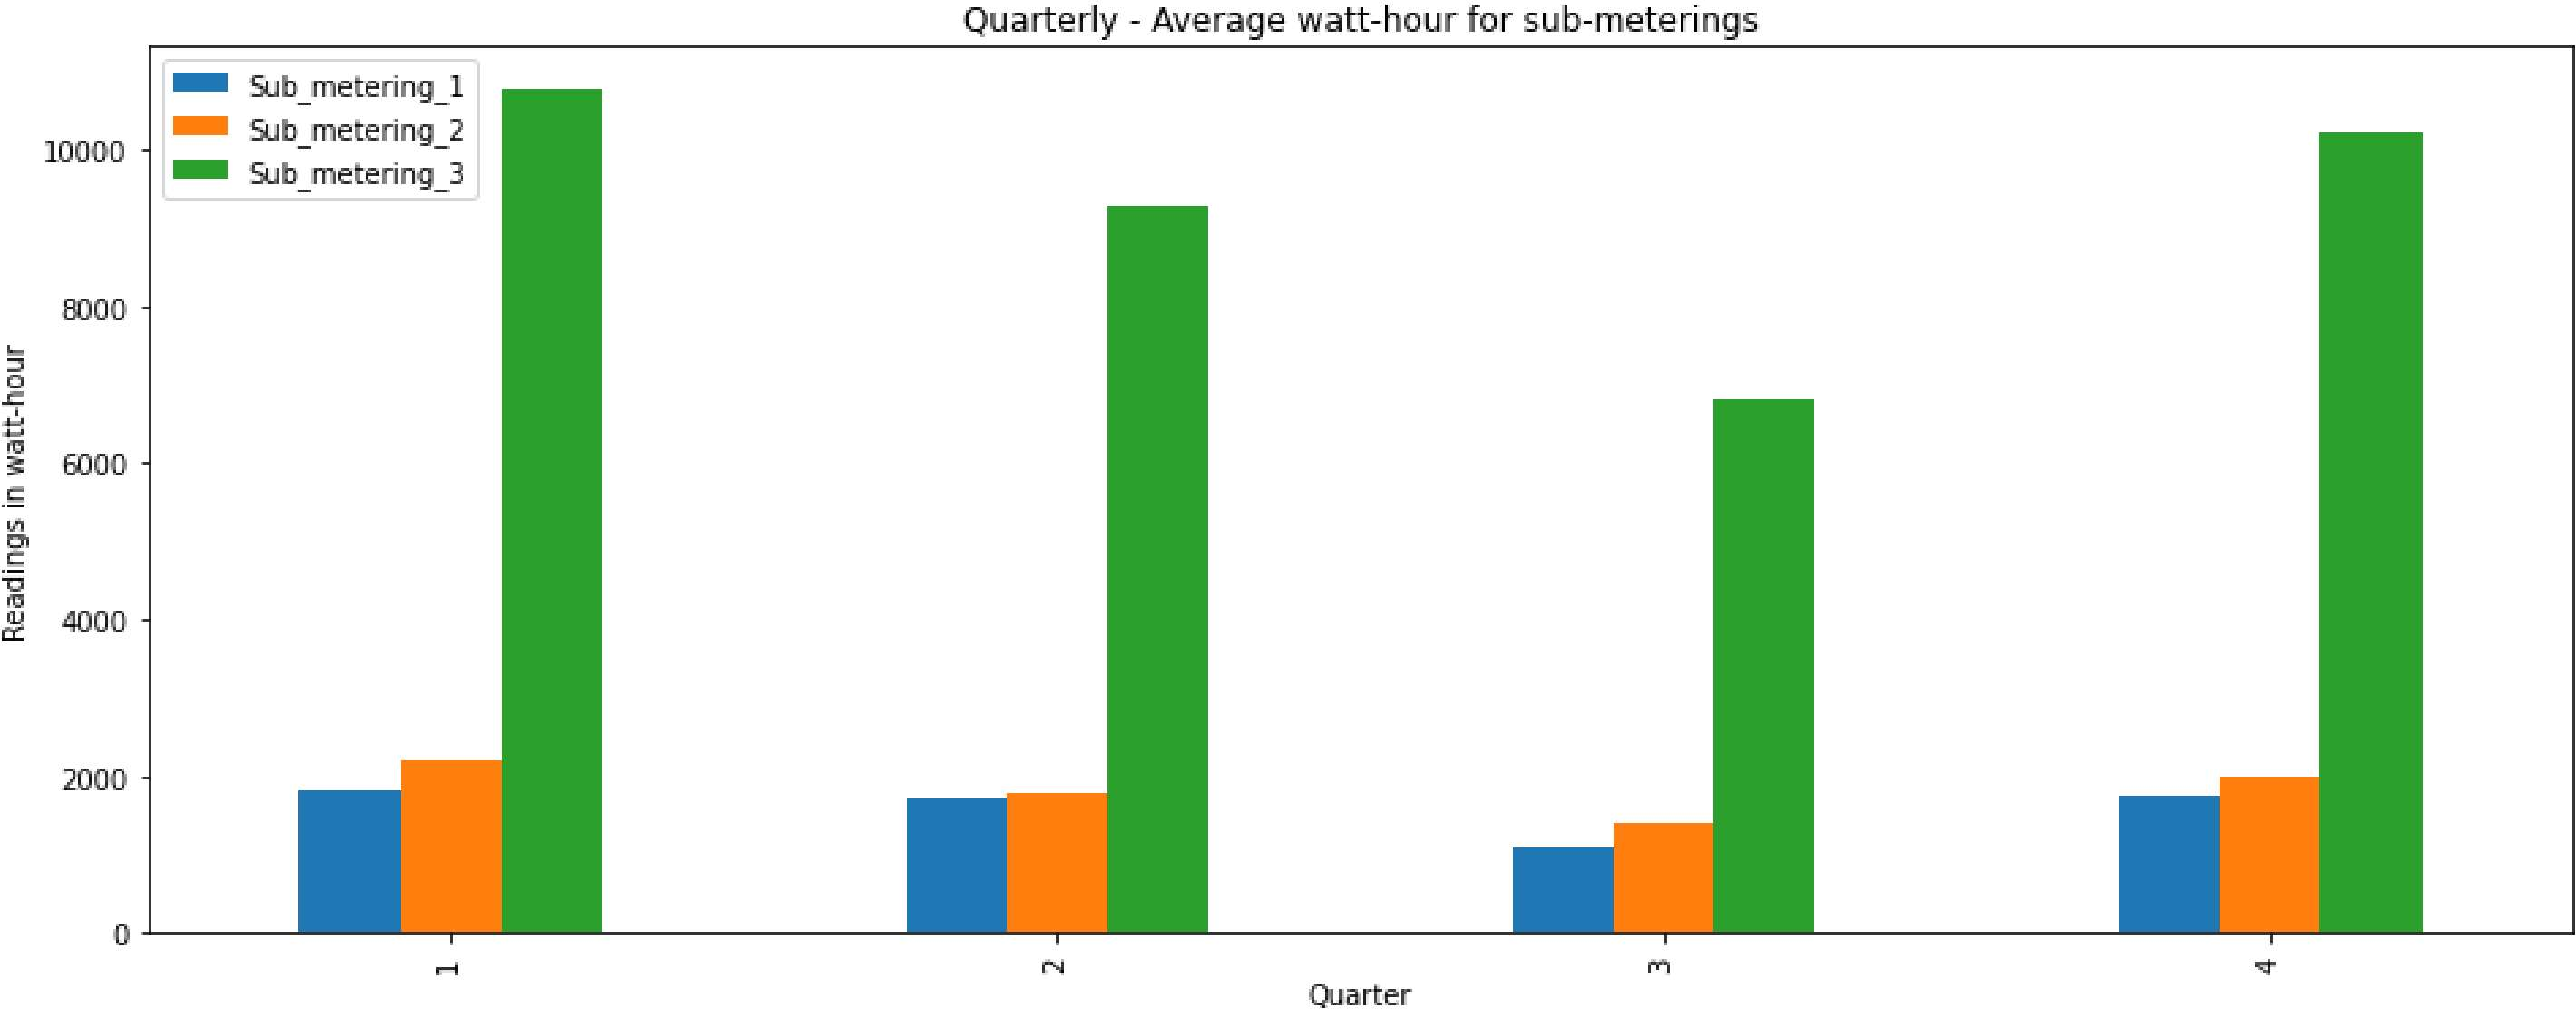 Quarterly - Average watt-hour for sub-meterings
Sub_metering_1
Sub_metering_2
Sub_metering_3
10000
8000
6000
4000
2000
0
Readings in watt-hour
1
2
3
4
Quarter